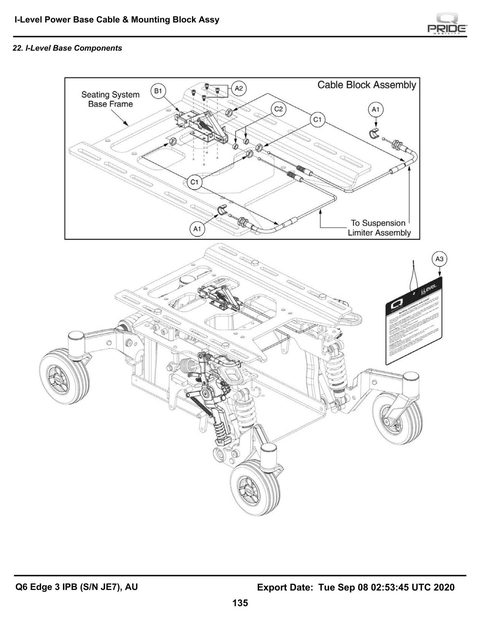 I-Level Power Base Cable & Mounting Block Assy
Q
PRIDE
22. I-Level Base Components
Cable Block Assembly
Seating System
Base Frame
B1
A2
C2
A1
C1
C1
A1
To Suspension
Limiter Assembly
A3
Q
iLEVEL
Q6 Edge 3 IPB (S/N JE7), AU
Export Date: Tue Sep 08 02:53:45 UTC 2020
135